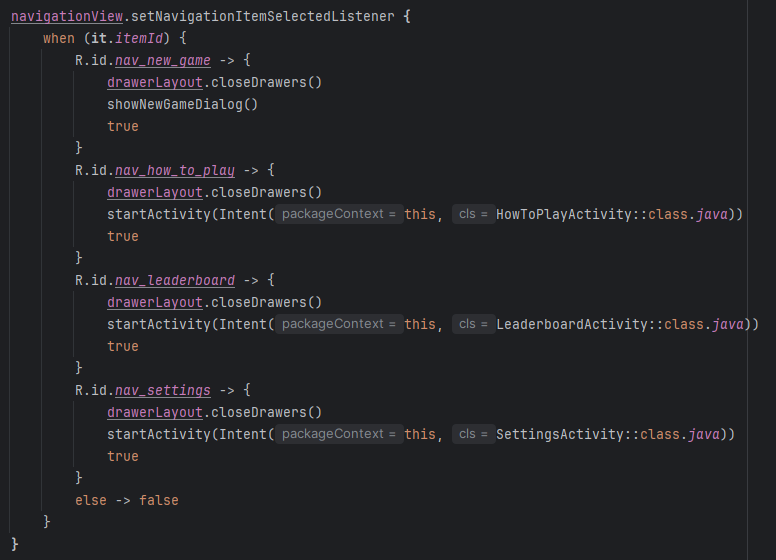 navigationView.setNavigationItemSelectedListener {
    when (it.itemId) {
        R.id.nav_new_game -> {
            drawerLayout.closeDrawers()
            showNewGameDialog()
            true
        }
        R.id.nav_how_to_play -> {
            drawerLayout.closeDrawers()
            startActivity(Intent( packageContext = this, cls = HowToPlayActivity::class.java))
            true
        }
        R.id.nav_leaderboard -> {
            drawerLayout.closeDrawers()
            startActivity(Intent( packageContext = this, cls = LeaderboardActivity::class.java))
            true
        }
        R.id.nav_settings -> {
            drawerLayout.closeDrawers()
            startActivity(Intent( packageContext = this, cls = SettingsActivity::class.java))
            true
        }
        else -> false
    }
}